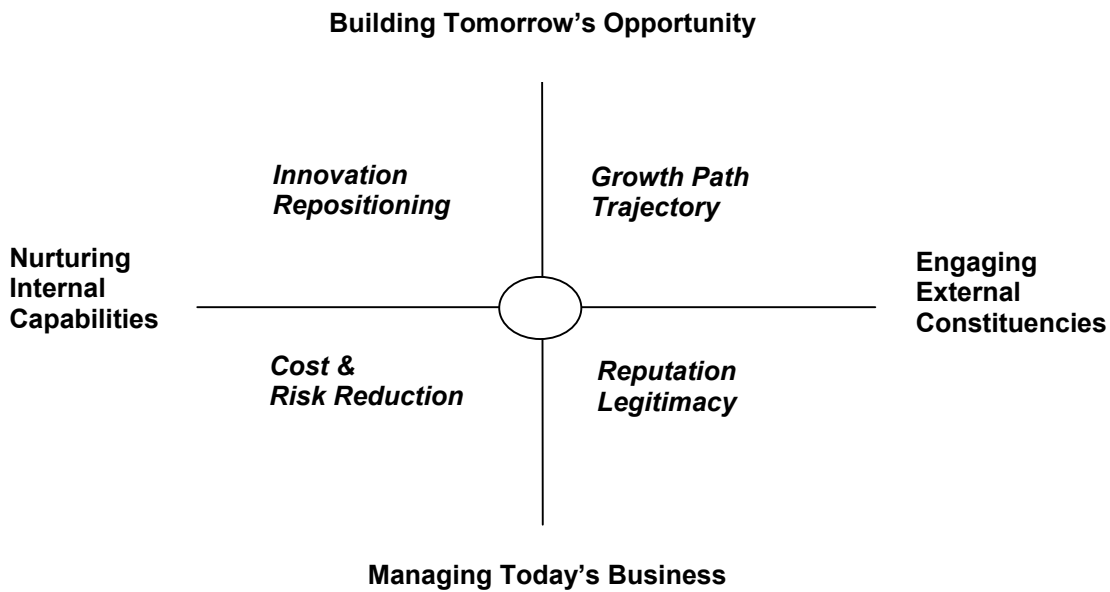 Building Tomorrow’s Opportunity
Innovation
Repositioning
Growth Path
Trajectory
Nurturing
Internal
Capabilities
Engaging
External
Constituencies
Cost &
Risk Reduction
Reputation
Legitimacy
Managing Today’s Business